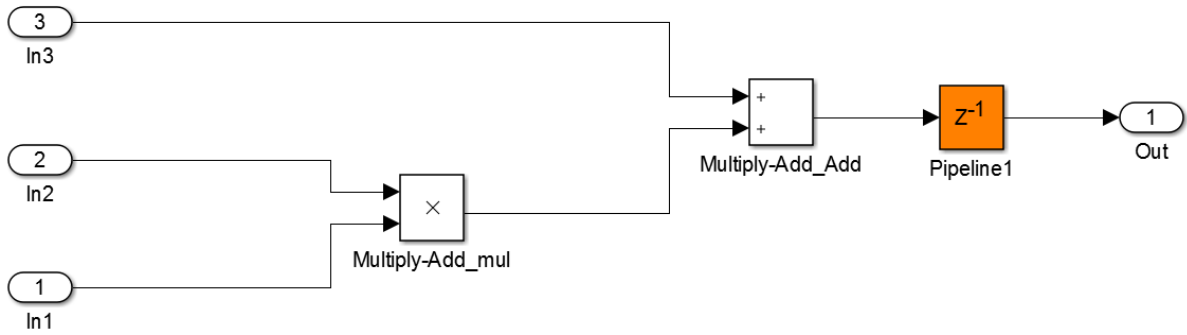 3
In3
+
+
Multiply-Add_Add
Z-1
Pipeline1
1
Out
2
In2
×
Multiply-Add_mul
1
In1